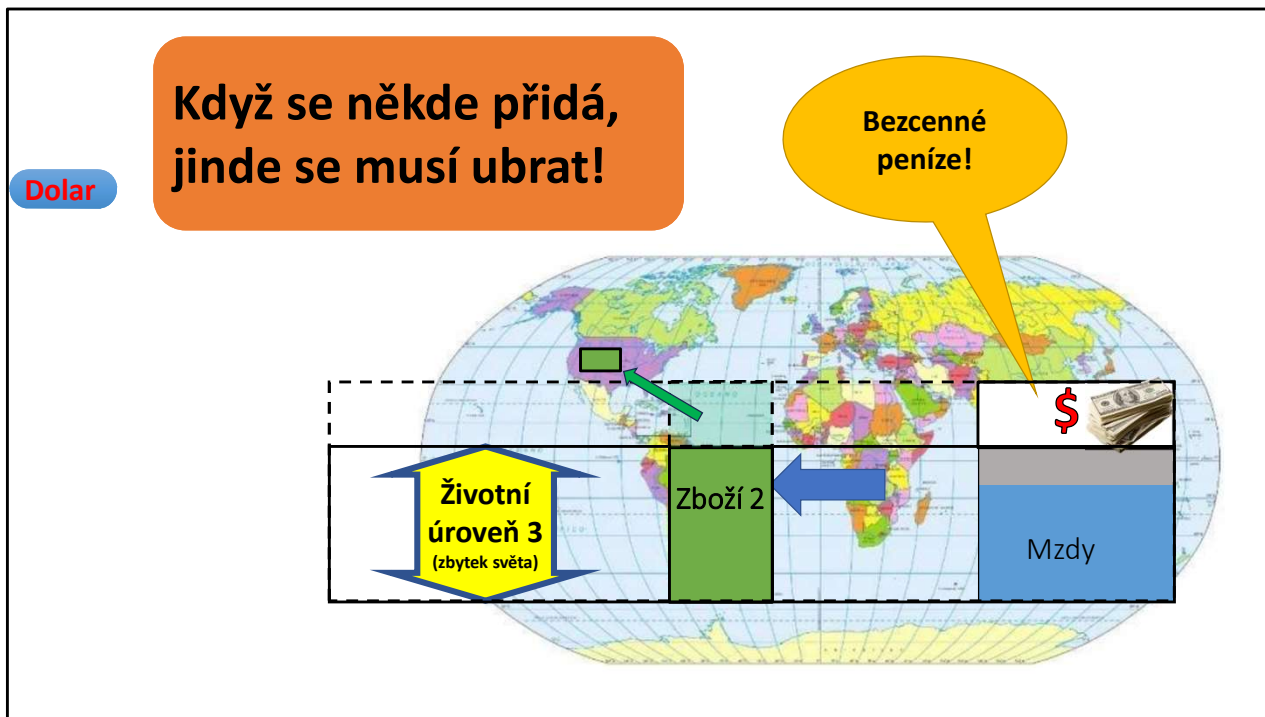 Když se někde přidá,
jinde se musí ubrat!
Bezcenné
peníze!
Dolar
$
Životní
úroveň 3
(zbytek světa)
Zboží 2
Mzdy